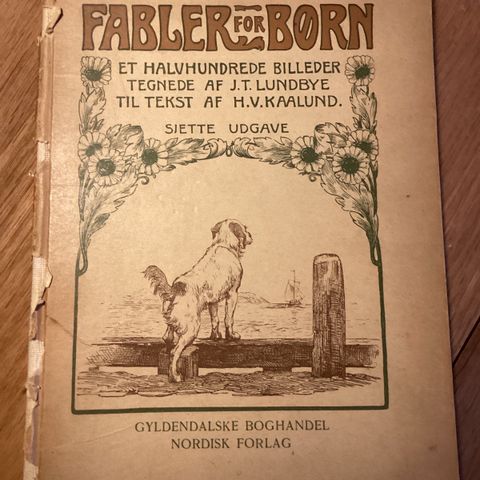 FABLER FOR BØRN
ET HALVHUNDREDE BILLEDER
TEGNEDE AF J.T. LUNDBYE
TIL TEKST AF H.V. KAALUND.
SJETTE UDGAVE
GYLDENDALSKE BOGHANDEL
NORDISK FORLAG